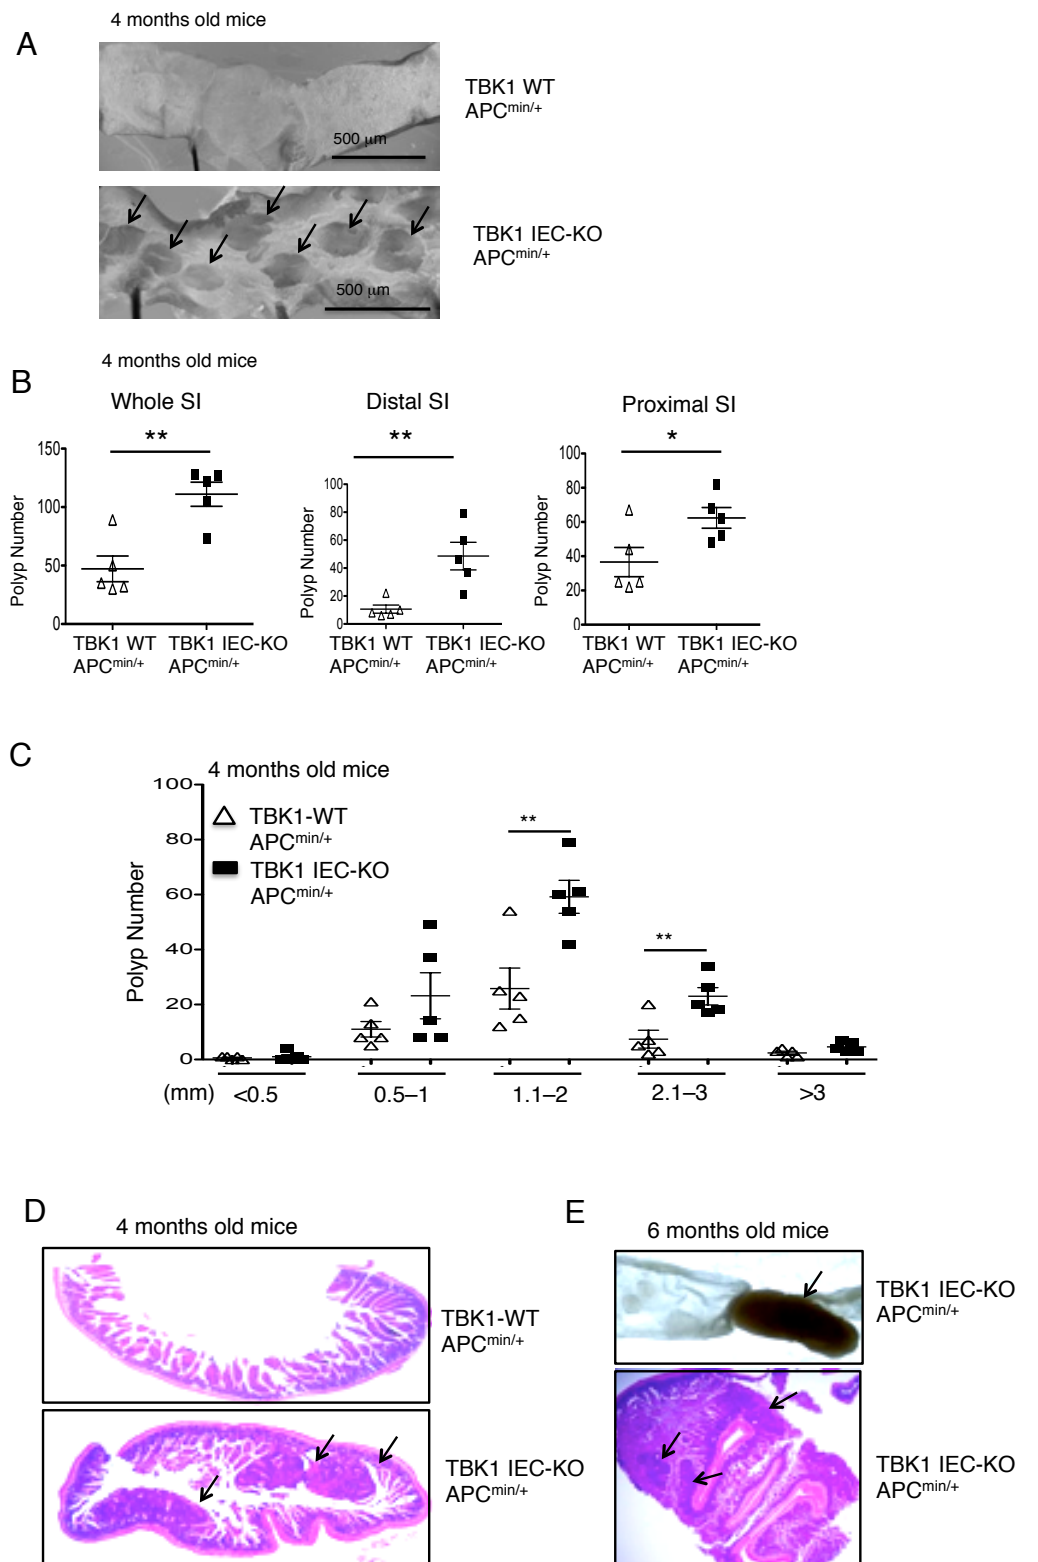 A
4 months old mice
500 μm
TBK1 WT
APCmin/+
500 μm
TBK1 IEC-KO
APCmin/+
B
4 months old mice
Whole SI
**
Polyp Number
150
100
50
0
TBK1 WT
APCmin/+
TBK1 IEC-KO
APCmin/+
Distal SI
**
Polyp Number
100
80
60
40
20
0
TBK1 WT
APCmin/+
TBK1 IEC-KO
APCmin/+
Proximal SI
*
Polyp Number
100
80
60
40
20
0
TBK1 WT
APCmin/+
TBK1 IEC-KO
APCmin/+
C
4 months old mice
TBK1-WT
APCmin/+
TBK1 IEC-KO
APCmin/+
Polyp Number
100
80
60
40
20
0
**
**
(mm) <0.5 0.5–1 1.1–2 2.1–3 >3
D
4 months old mice
TBK1-WT
APCmin/+
TBK1 IEC-KO
APCmin/+
E
6 months old mice
TBK1 IEC-KO
APCmin/+
TBK1 IEC-KO
APCmin/+